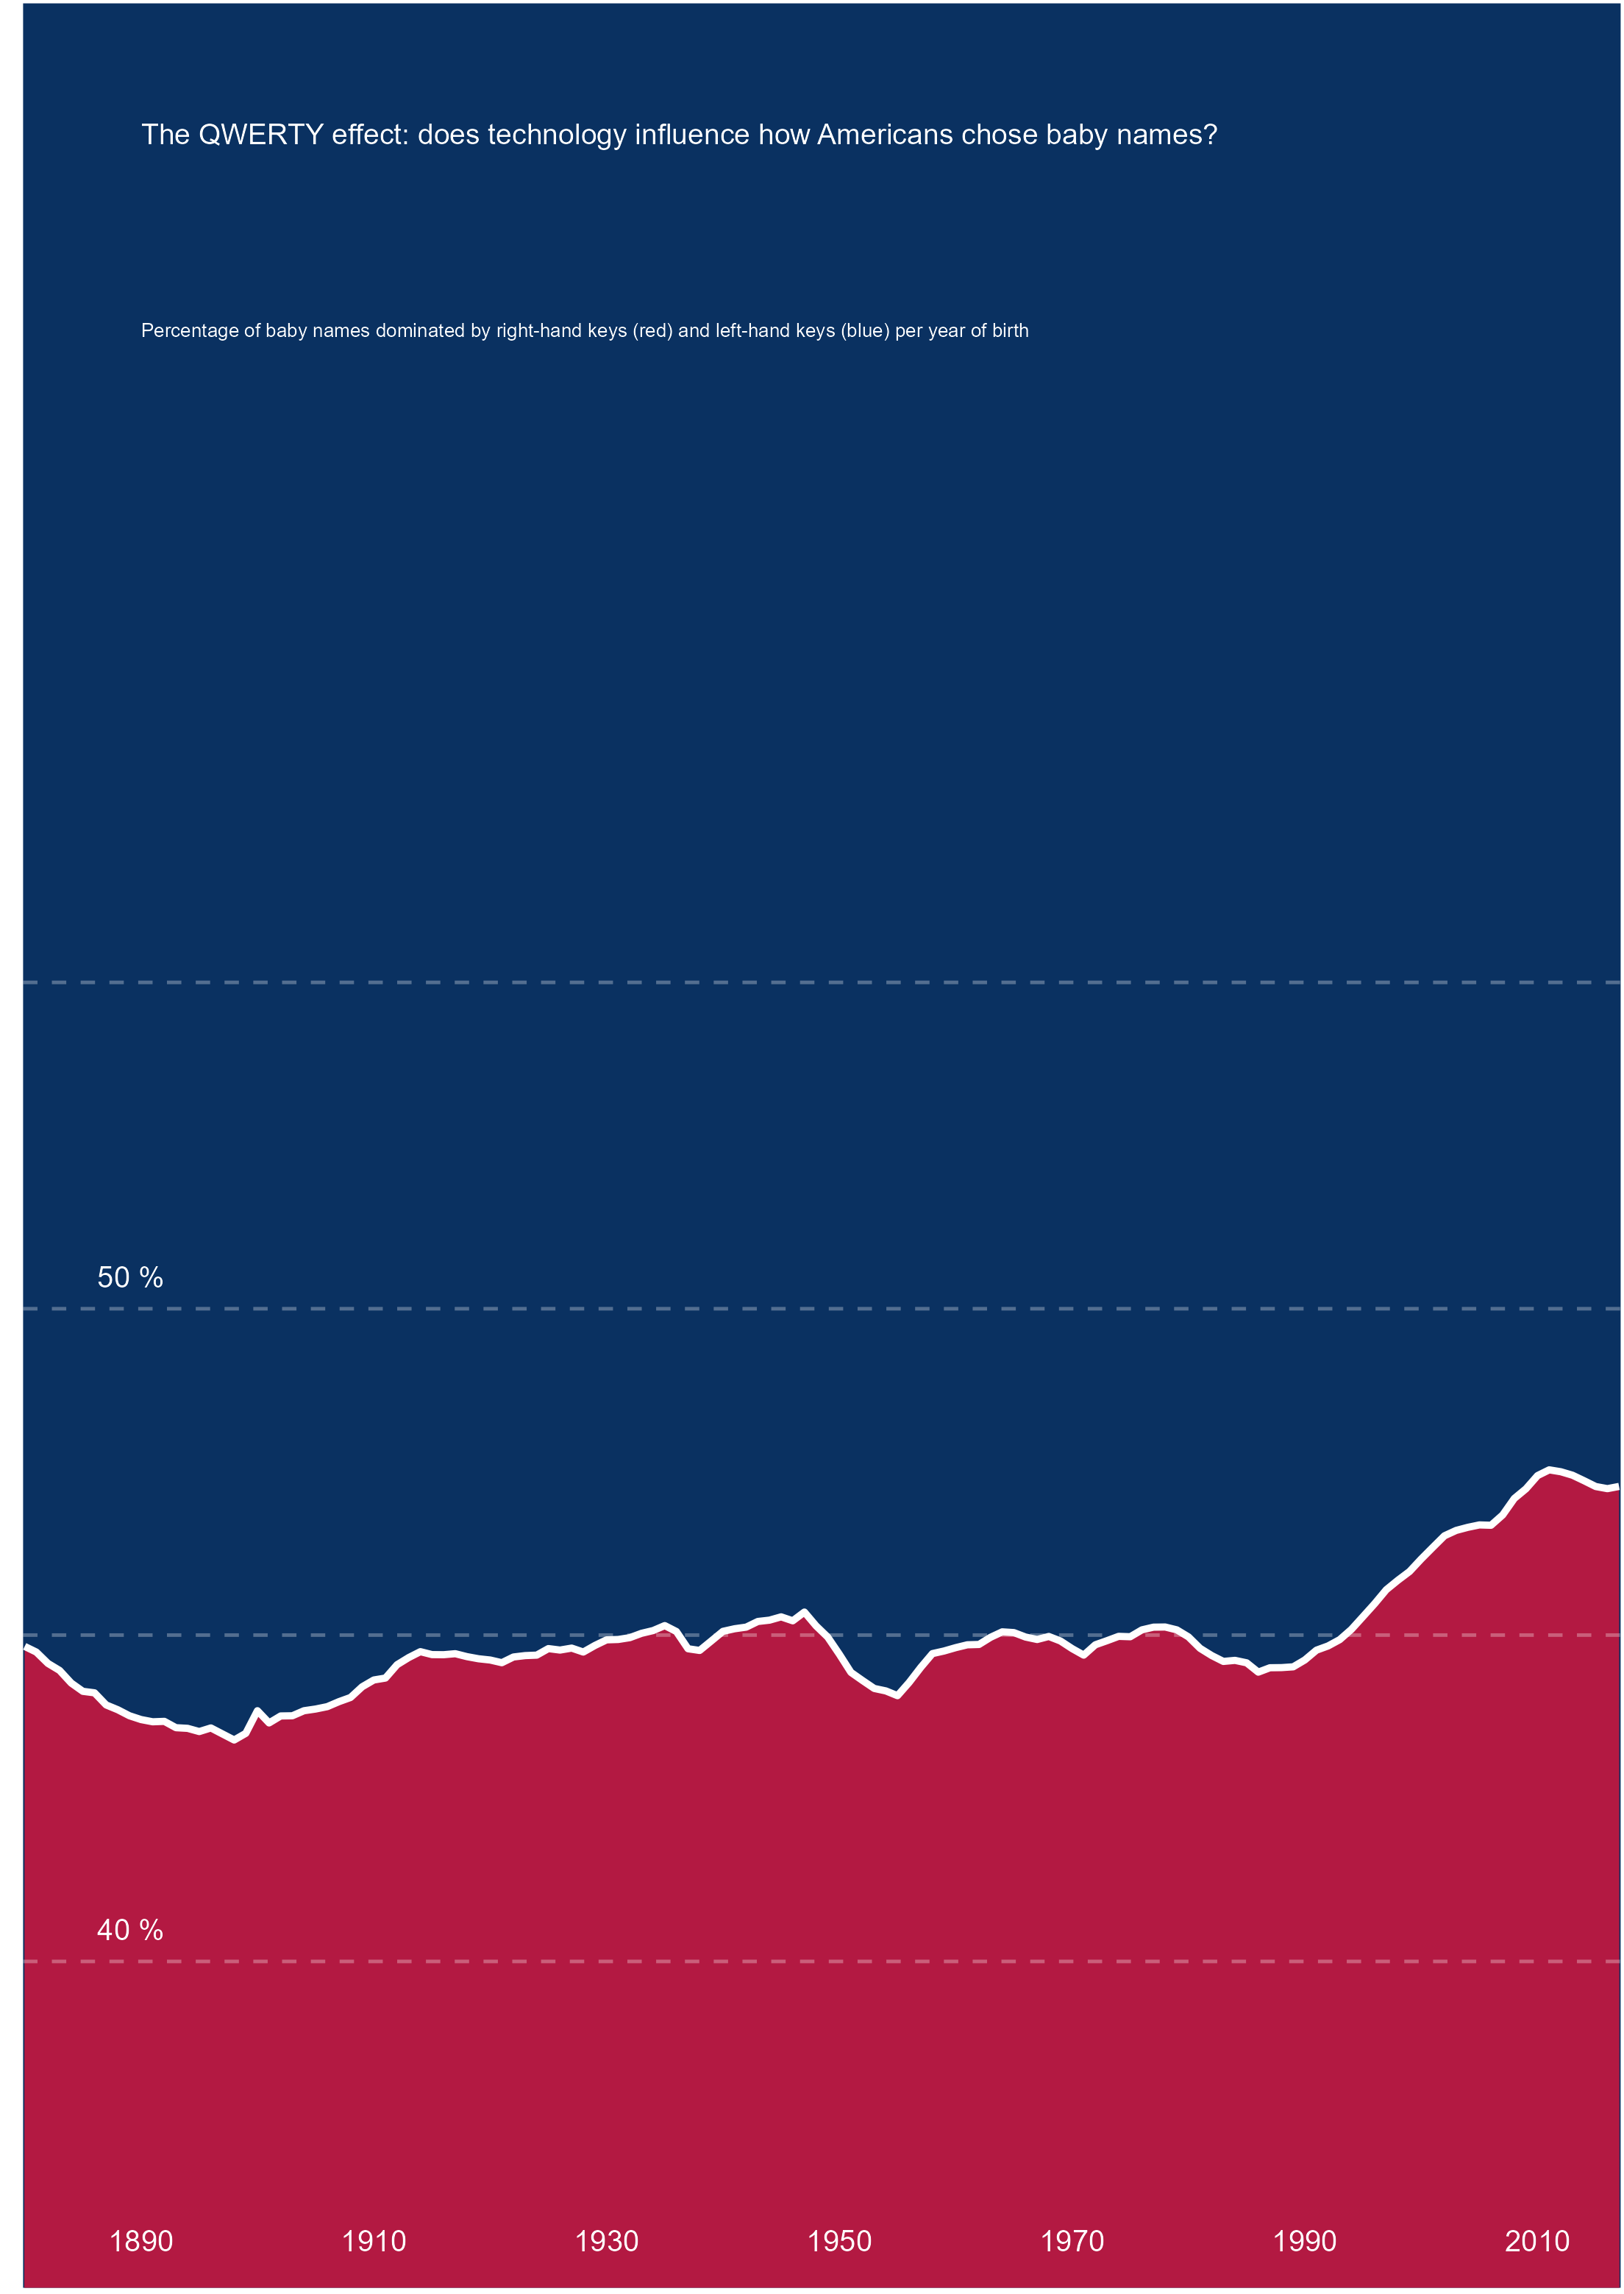 The QWERTY effect: does technology influence how Americans chose baby names?
Percentage of baby names dominated by right-hand keys (red) and left-hand keys (blue) per year of birth
50 %
40 %
1890 1910 1930 1950 1970 1990 2010